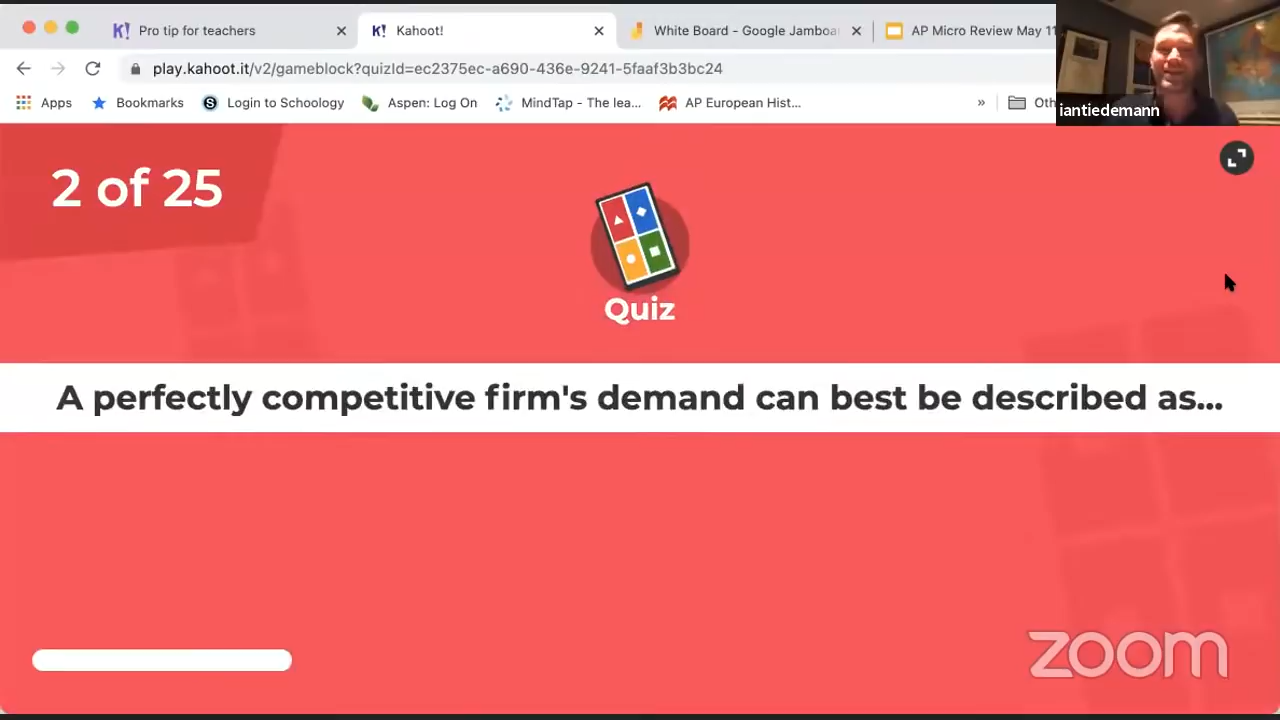 Pro tip for teachers
K! Kahoot!
White Board - Google Jamboa
AP Micro Review May 11
play.kahoot.it/v2/gameblock?quizId=ec2375ec-a690-436e-9241-5faaf3b3bc24
Apps
Bookmarks
S Login to Schoology
Aspen: Log On
MindTap - The lea...
AP European Hist...
»
Oth
iantiedemann
2 of 25
Quiz
A perfectly competitive firm's demand can best be described as...
zoom